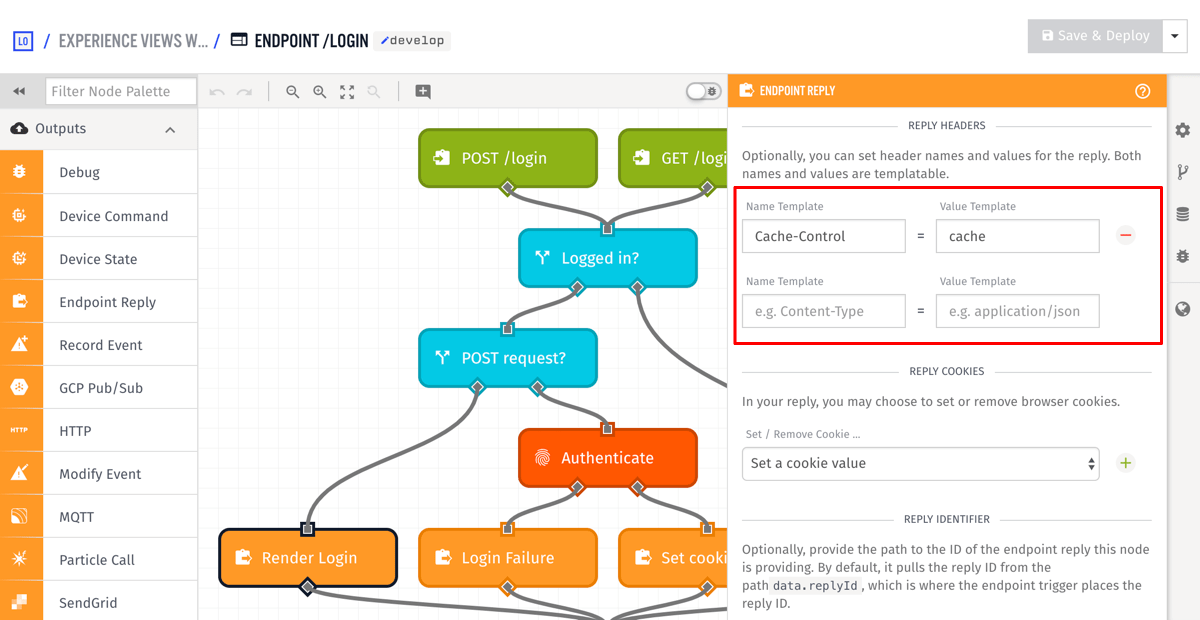 LO / EXPERIENCE VIEWS W... / ENDPOINT /LOGIN develop
Save & Deploy
Filter Node Palette
Outputs
Debug
Device Command
Device State
Endpoint Reply
Record Event
GCP Pub/Sub
HTTP HTTP
Modify Event
MQTT
Particle Call
SendGrid
POST /login
GET /logi
Logged in?
POST request?
Authenticate
Render Login
Login Failure
Set cooki
ENDPOINT REPLY
REPLY HEADERS
Optionally, you can set header names and values for the reply. Both
names and values are templatable.
Name Template Value Template
Cache-Control = cache
Name Template Value Template
e.g. Content-Type = e.g. application/json
REPLY COOKIES
In your reply, you may choose to set or remove browser cookies.
Set / Remove Cookie ...
Set a cookie value
REPLY IDENTIFIER
Optionally, provide the path to the ID of the endpoint reply this node
is providing. By default, it pulls the reply ID from the
path data.replyId, which is where the endpoint trigger places the
reply ID.